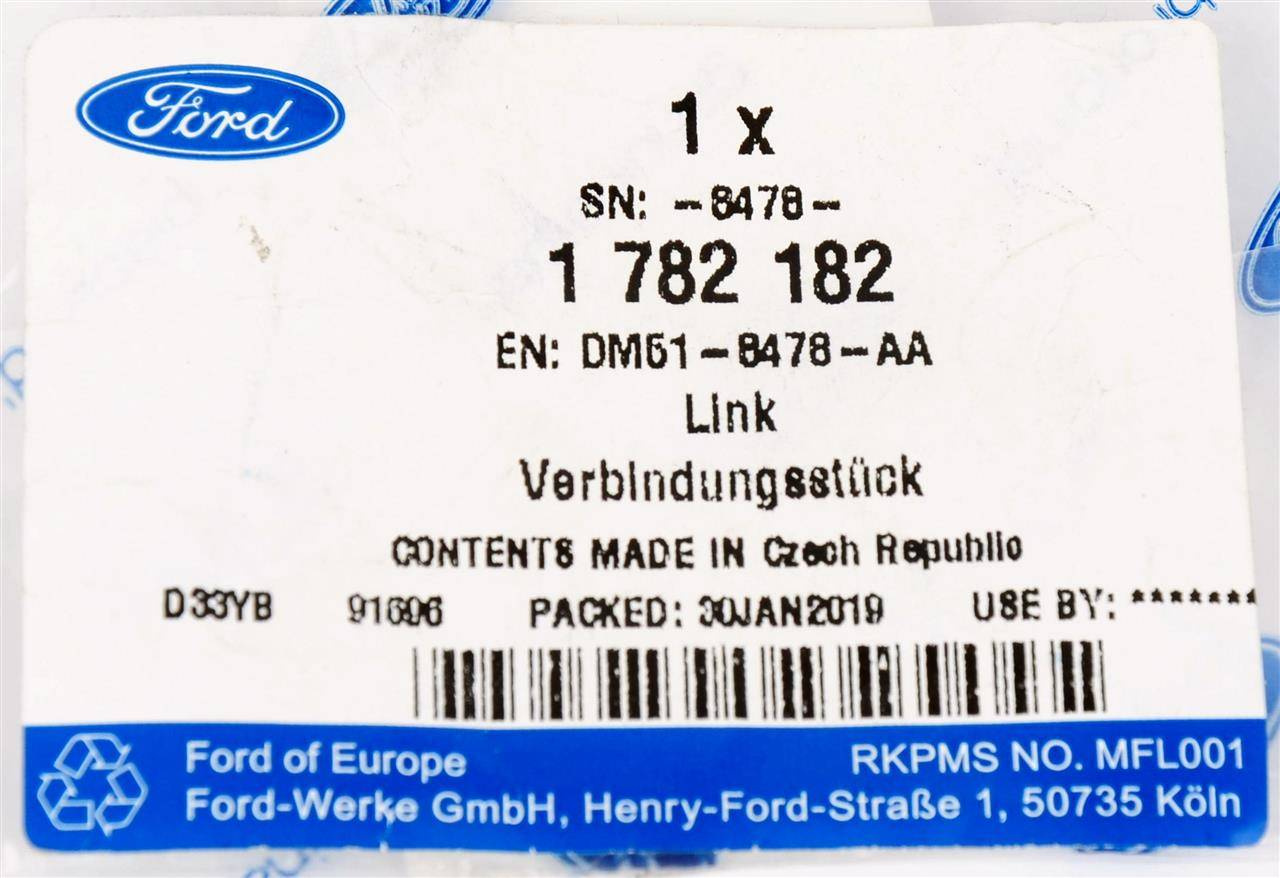 Ford
1 x
SN: -8478-
1 782 182
EN: DM51-8478-AA
Link
Verbindungsstück
CONTENTS MADE IN Czech Republic
D33YB 91696 PACKED: 30JAN2019 USE BY: *******
Ford of Europe RKPMS NO. MFL001
Ford-Werke GmbH, Henry-Ford-Straße 1, 50735 Köln